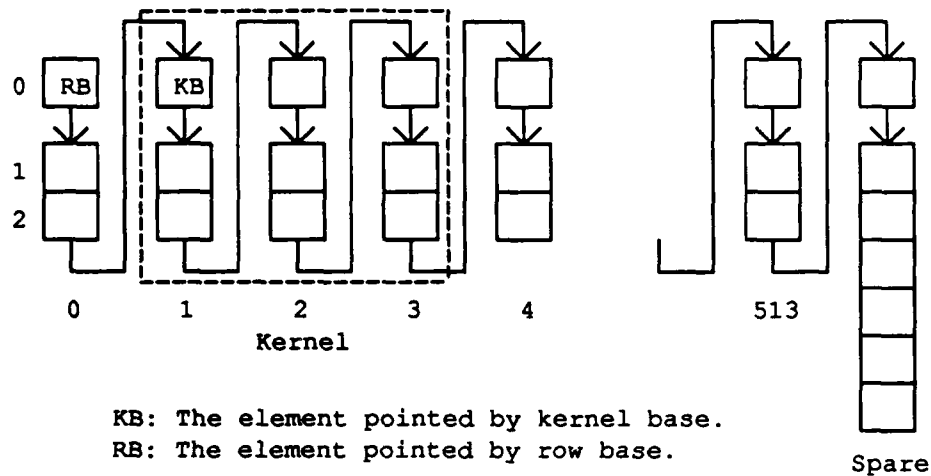 0 RB KB
1
2
0 1 2 3 4 513
Kernel
KB: The element pointed by kernel base.
RB: The element pointed by row base.
Spare